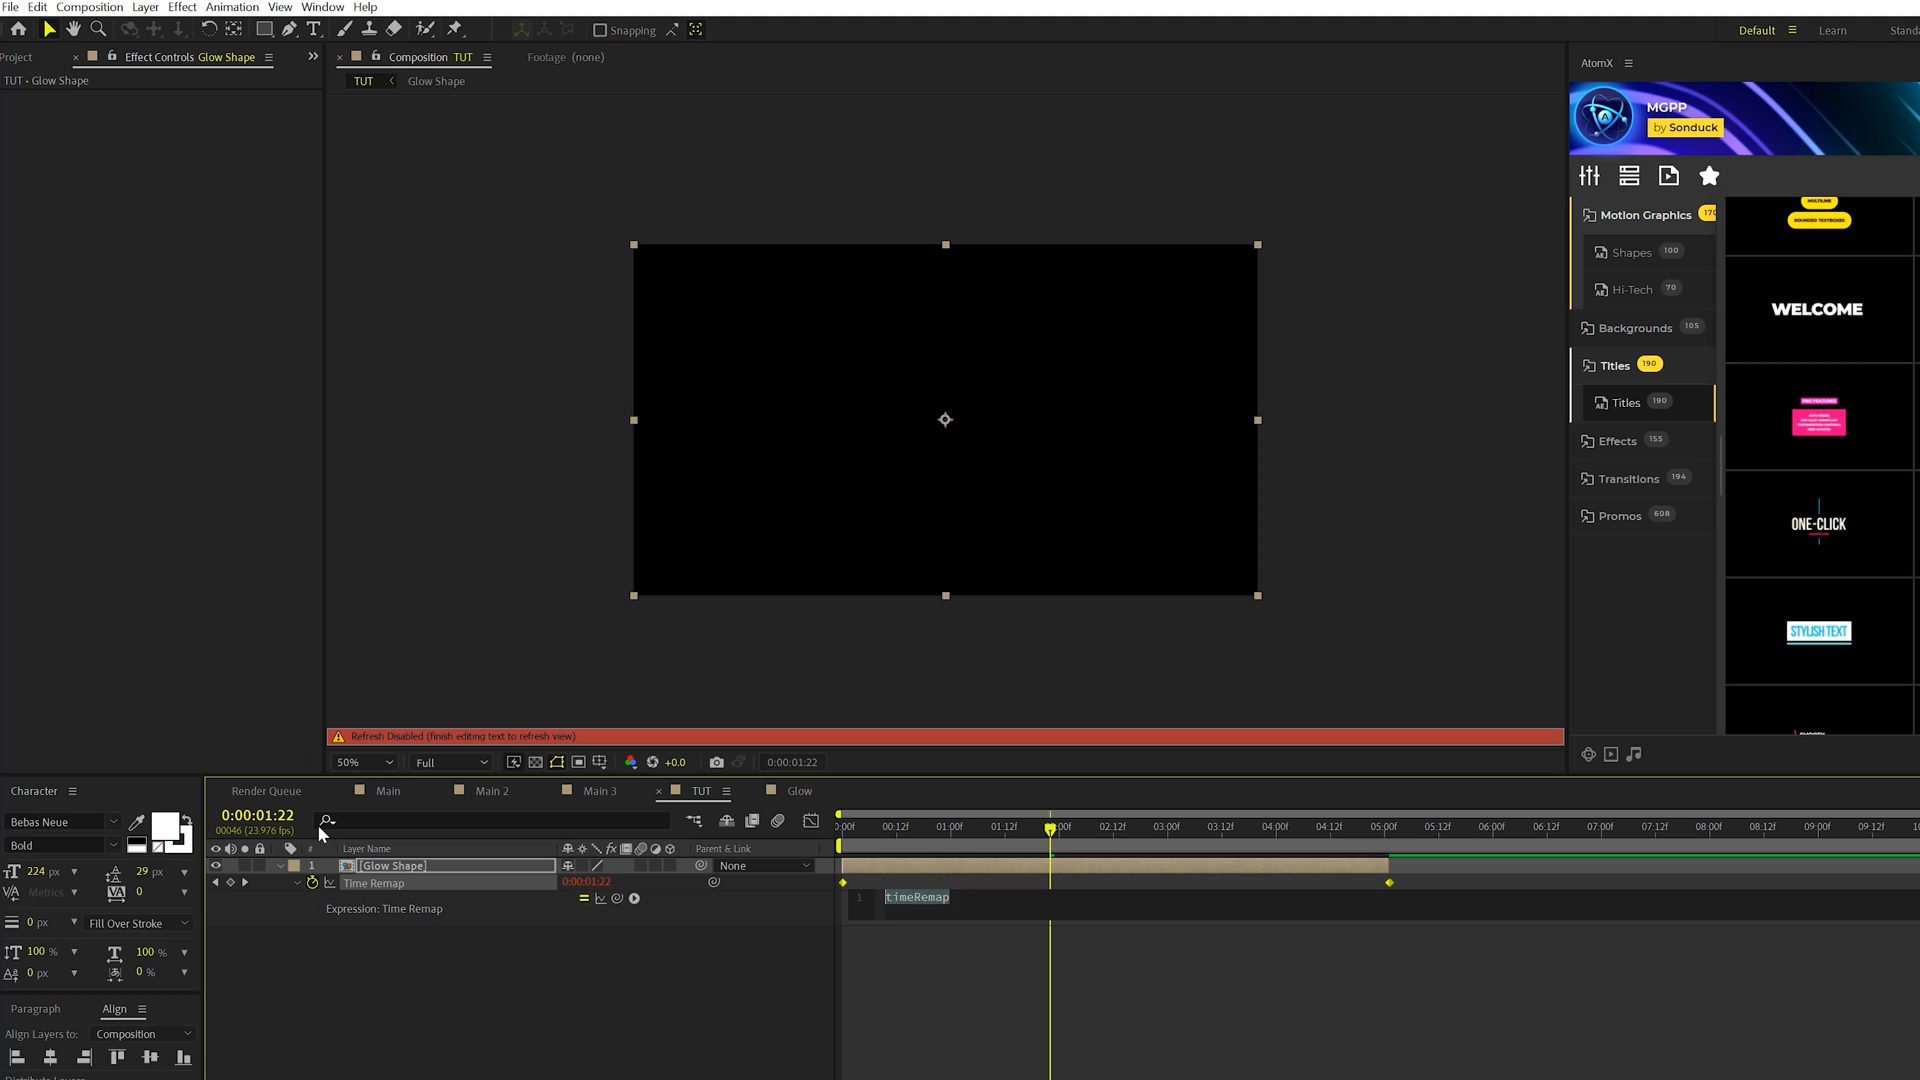 File Edit Composition Layer Effect Animation View Window Help
Snapping
Default Learn Standa
Project Effect Controls Glow Shape
TUT • Glow Shape
Composition TUT Footage (none)
TUT Glow Shape
AtomX
MGPP
by Sonduck
Motion Graphics 170
Shapes 100
Hi-Tech 70
Backgrounds 105
Titles 190
Titles 190
Effects 155
Transitions 194
Promos 608
MULTILINE
ROUNDED TEXTBOXES
WELCOME
PRO FEATURES
ONE-CLICK
STYLISH TEXT
Refresh Disabled (finish editing text to refresh view)
50% Full +0.0 0:00:01:22
Character
Bebas Neue
Bold
224 px 29 px
Metrics 0
0 px Fill Over Stroke
100 % 100 %
0 px 0 %
Paragraph Align
Align Layers to: Composition
Render Queue Main Main 2 Main 3 TUT Glow
0:00:01:22
00046 (23.976 fps)
# Layer Name Parent & Link
1 [Glow Shape] None
Time Remap 0:00:01:22
Expression: Time Remap
:00f 00:12f 01:00f 01:12f :00f 02:12f 03:00f 03:12f 04:00f 04:12f 05:00f 05:12f 06:00f 06:12f 07:00f 07:12f 08:00f 08:12f 09:00f 09:12f
1 timeRemap